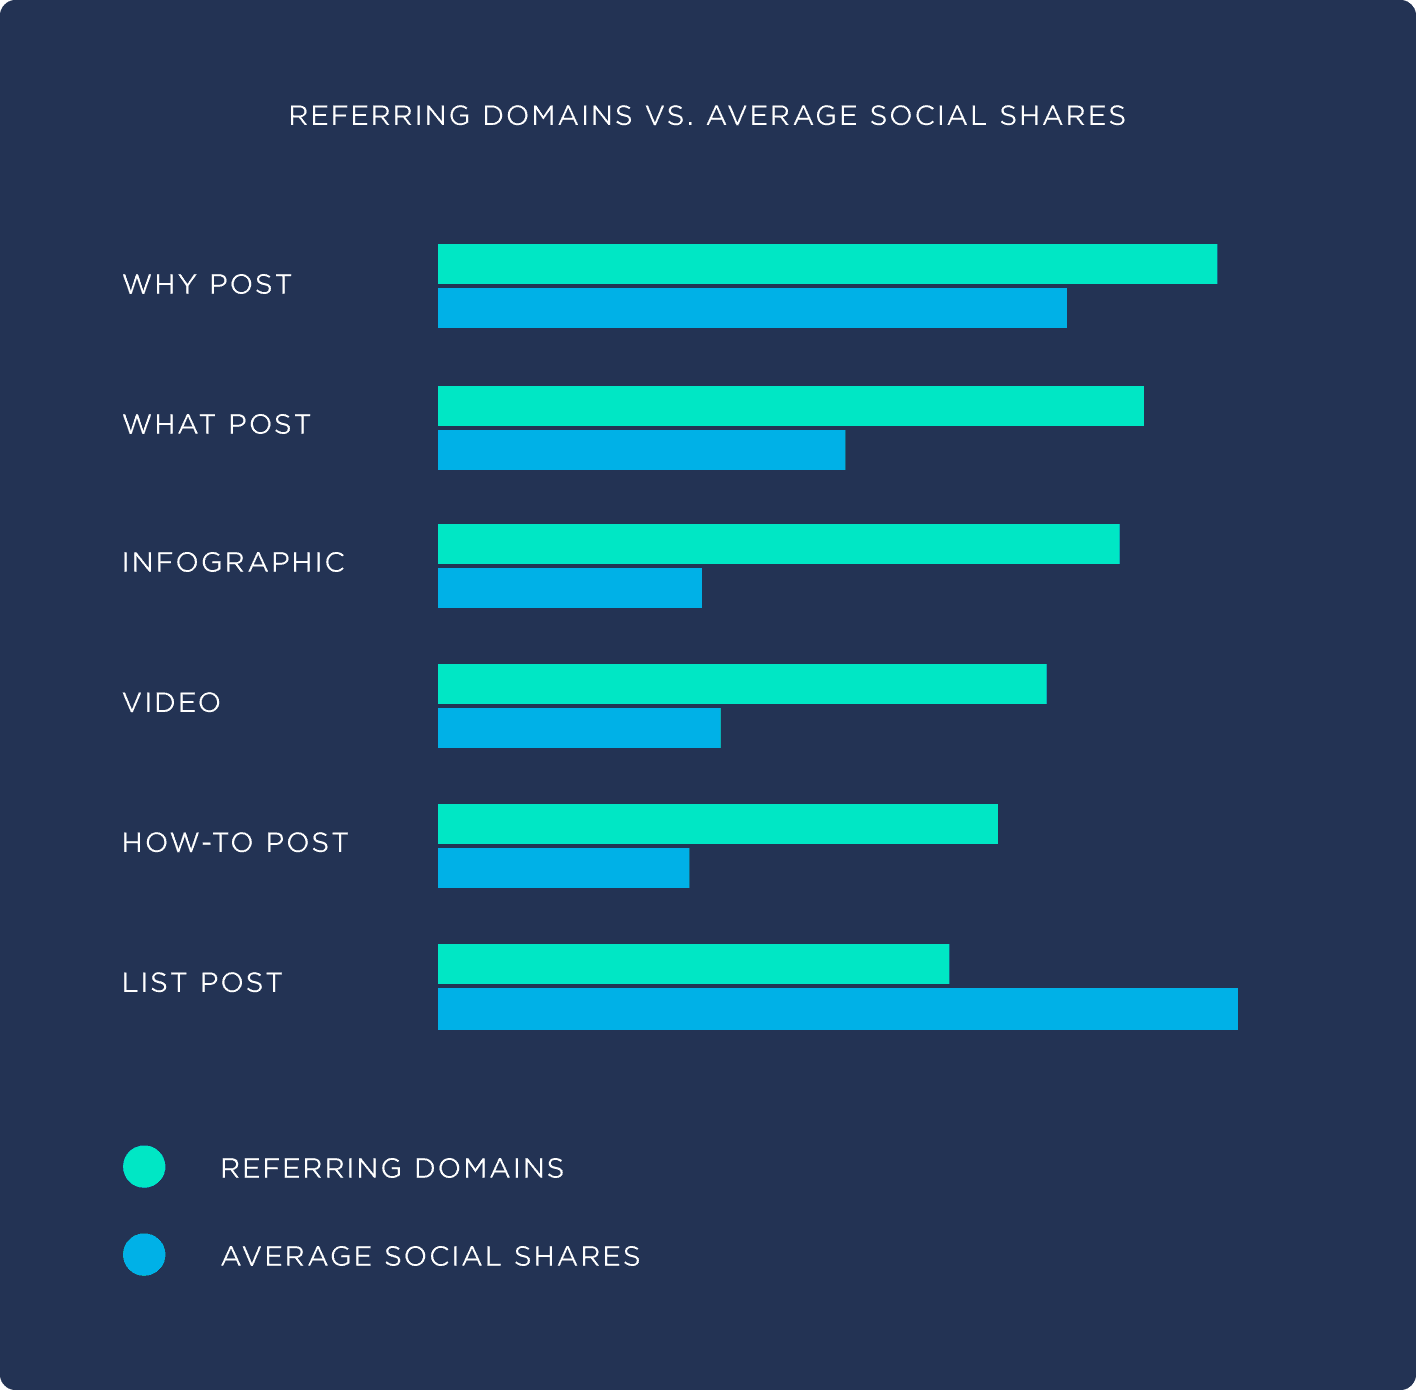 REFERRING DOMAINS VS. AVERAGE SOCIAL SHARES
WHY POST
WHAT POST
INFOGRAPHIC
VIDEO
HOW-TO POST
LIST POST
REFERRING DOMAINS
AVERAGE SOCIAL SHARES